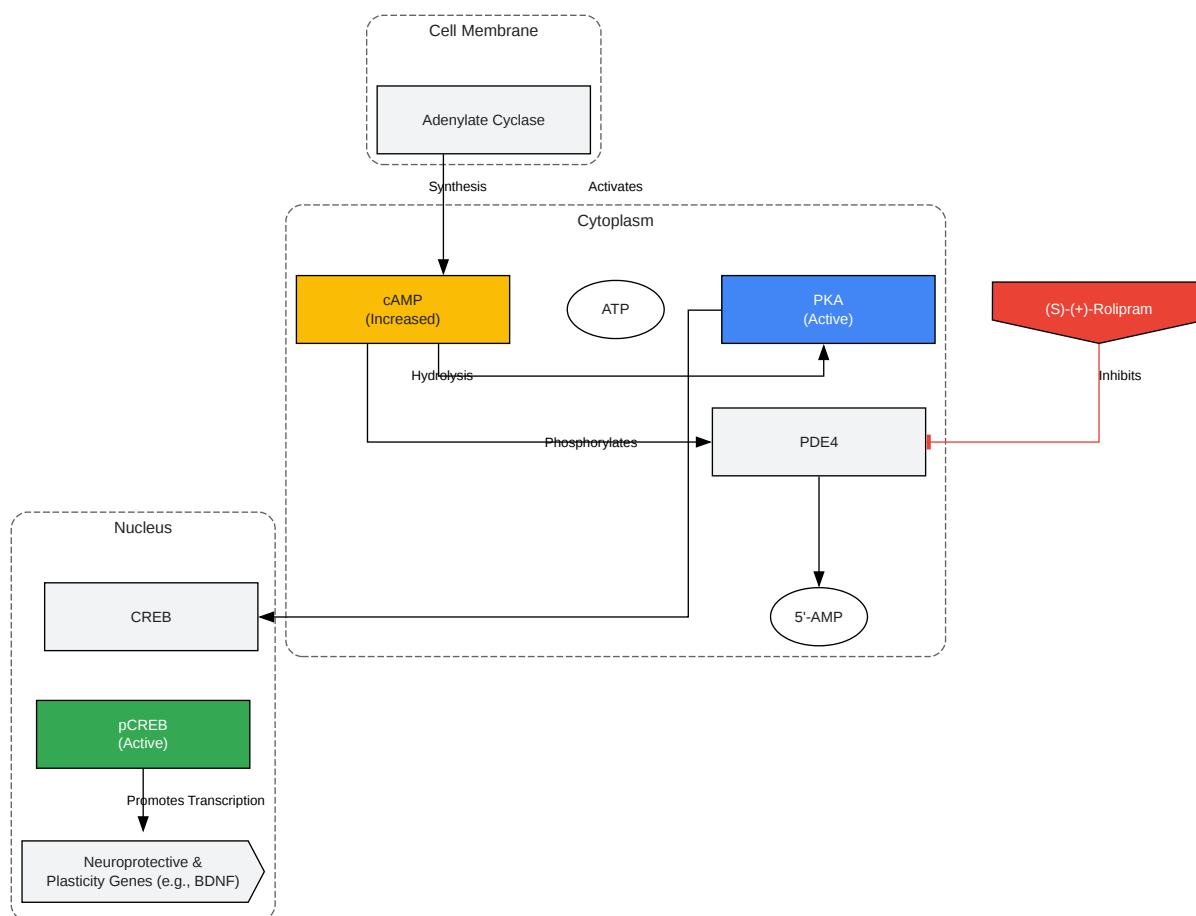 Cell Membrane
Adenylate Cyclase
Synthesis
Activates
Cytoplasm
cAMP
(Increased)
ATP
PKA
(Active)
(S)-(+)-Rolipram
Hydrolysis
Inhibits
Phosphorylates
PDE4
Nucleus
CREB
5'-AMP
pCREB
(Active)
Promotes Transcription
Neuroprotective &
Plasticity Genes (e.g., BDNF)